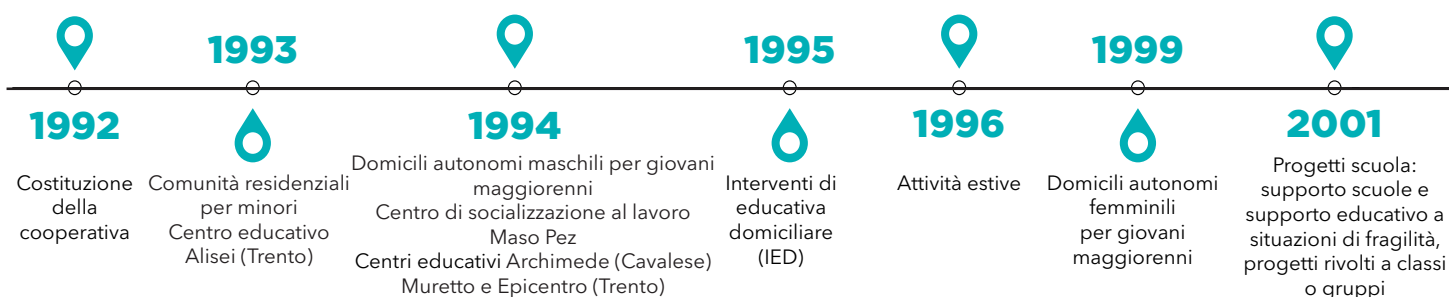 1992
Costituzione
della
cooperativa
1993
Comunità residenziali
per minori
Centro educativo
Alisei (Trento)
1994
Domicili autonomi maschili per giovani
maggiorenni
Centro di socializzazione al lavoro
Maso Pez
Centri educativi Archimede (Cavalese)
Muretto e Epicentro (Trento)
1995
Interventi di
educativa
domiciliare
(IED)
1996
Attività estive
1999
Domicili autonomi
femminili
per giovani
maggiorenni
2001
Progetti scuola:
supporto scuole e
supporto educativo a
situazioni di fragilità,
progetti rivolti a classi
o gruppi